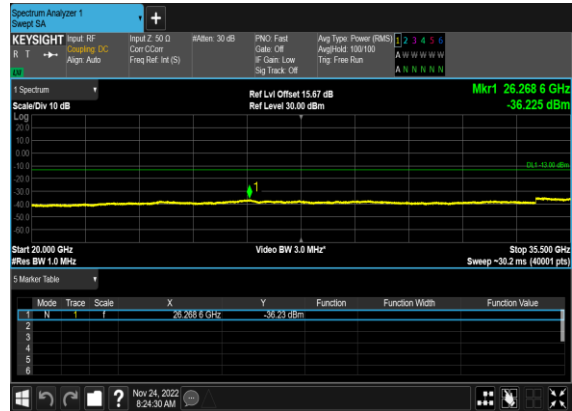 Spectrum Analyzer 1
Swept SA
+
KEYSIGHT Input: RF Input Z: 50 Ω #Atten: 30 dB PNO: Fast Avg Type: Power (RMS) 1 2 3 4 5 6
R T Coupling: DC Corr CCorr Gate: Off Avg|Hold: 100/100 A W W W W W
Align: Auto Freq Ref: Int (S) IF Gain: Low Trig: Free Run
Sig Track: Off A N N N N N
1 Spectrum Ref Lvl Offset 15.67 dB Mkr1 26.268 6 GHz
Scale/Div 10 dB Ref Level 30.00 dBm -36.225 dBm
Log
20.0
10.0
0.00
-10.0
DL1 -13.00 dBm
-20.0
-30.0
1
-40.0
-50.0
-60.0
Start 20.000 GHz Video BW 3.0 MHz* Stop 35.500 GHz
#Res BW 1.0 MHz Sweep ~30.2 ms (40001 pts)
5 Marker Table
Mode Trace Scale X Y Function Function Width Function Value
1 N 1 f 26.268 6 GHz -36.23 dBm
2
3
4
5
6
? Nov 24, 2022
8:24:30 AM